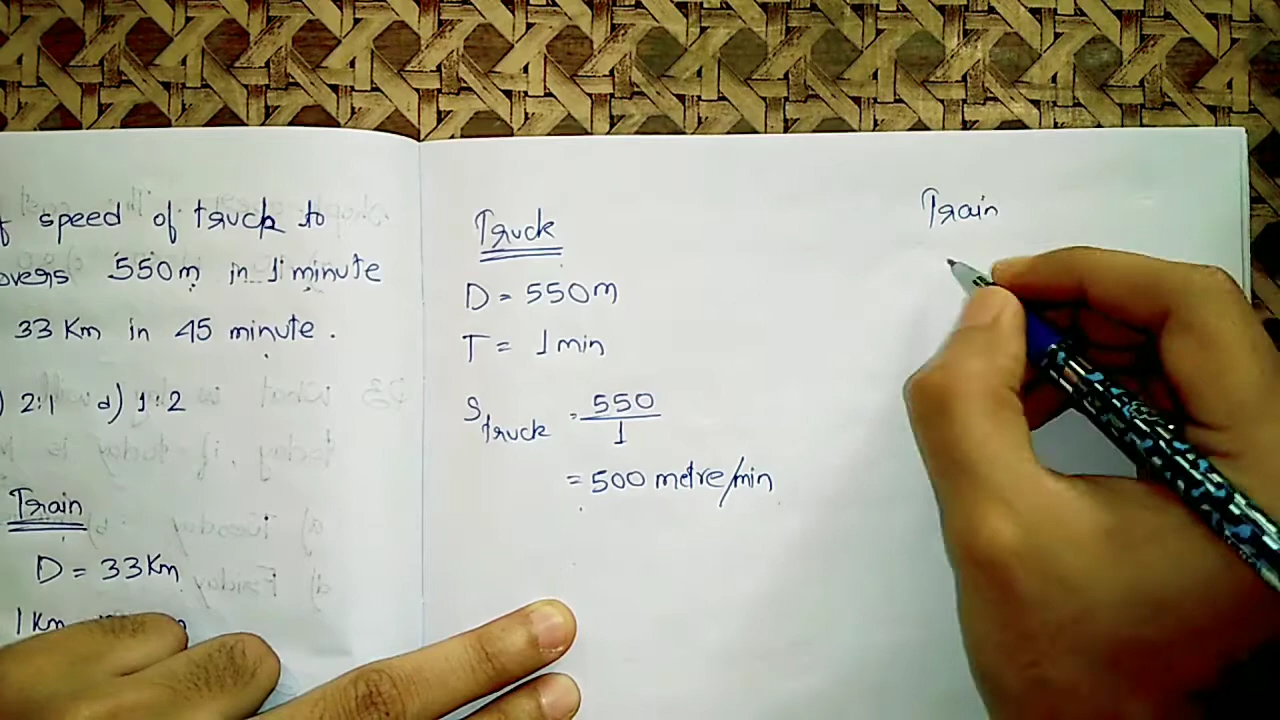 speed of truck to
550m in 1 minute
33 Km in 45 minute.
2:1 d) 1:2
Train
D = 33Km
1 Km
Truck
D = 550m
T = 1 min
S truck = 550/1
= 500 metre/min
Train